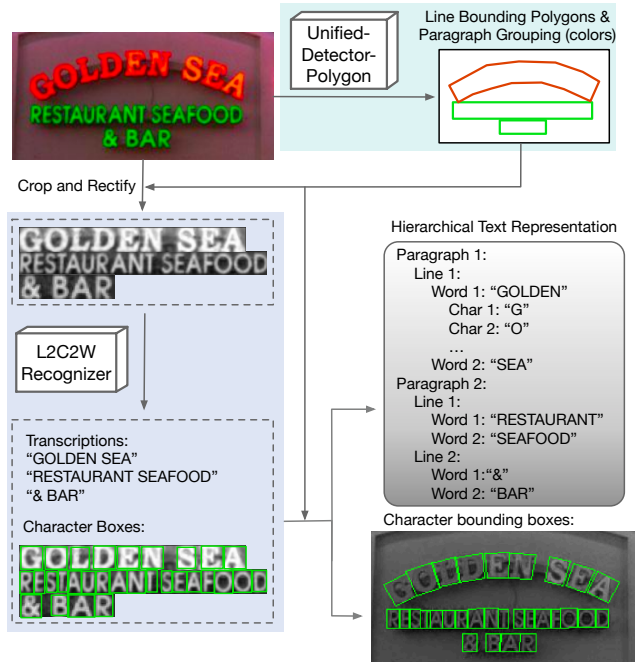 GOLDEN SEA
RESTAURANT SEAFOOD
& BAR
Unified-
Detector-
Polygon
Line Bounding Polygons &
Paragraph Grouping (colors)
Crop and Rectify
GOLDEN SEA
RESTAURANT SEAFOOD
& BAR
L2C2W
Recognizer
Transcriptions:
“GOLDEN SEA”
“RESTAURANT SEAFOOD”
“& BAR”
Character Boxes:
GOLDEN SEA
RESTAURANT SEAFOOD
& BAR
Hierarchical Text Representation
Paragraph 1:
Line 1:
Word 1: “GOLDEN”
Char 1: “G”
Char 2: “O”
...
Word 2: “SEA”
Paragraph 2:
Line 1:
Word 1: “RESTAURANT”
Word 2: “SEAFOOD”
Line 2:
Word 1:“&”
Word 2: “BAR”
Character bounding boxes:
GOLDEN SEA
RESTAURANT SEAFOOD
& BAR